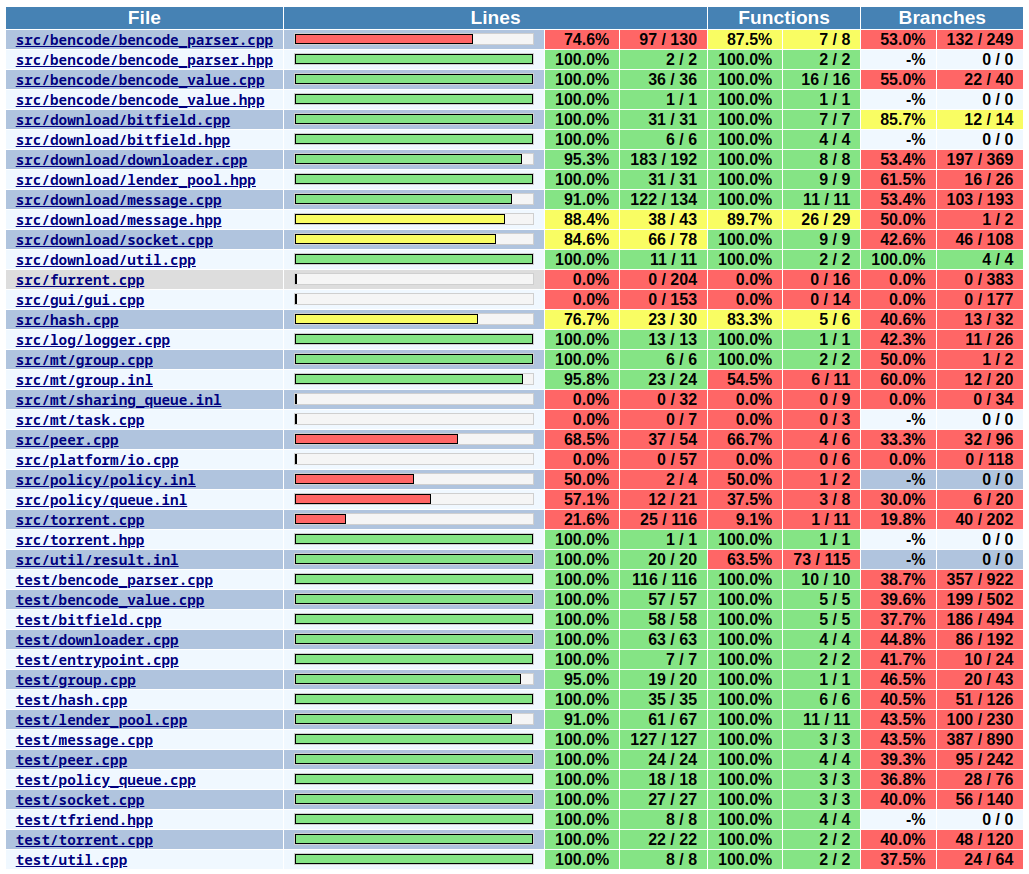 File Lines Functions Branches
src/bencode/bencode_parser.cpp 74.6% 97 / 130 87.5% 7 / 8 53.0% 132 / 249
src/bencode/bencode_parser.hpp 100.0% 2 / 2 100.0% 2 / 2 -% 0 / 0
src/bencode/bencode_value.cpp 100.0% 36 / 36 100.0% 16 / 16 55.0% 22 / 40
src/bencode/bencode_value.hpp 100.0% 1 / 1 100.0% 1 / 1 -% 0 / 0
src/download/bitfield.cpp 100.0% 31 / 31 100.0% 7 / 7 85.7% 12 / 14
src/download/bitfield.hpp 100.0% 6 / 6 100.0% 4 / 4 -% 0 / 0
src/download/downloader.cpp 95.3% 183 / 192 100.0% 8 / 8 53.4% 197 / 369
src/download/lender_pool.hpp 100.0% 31 / 31 100.0% 9 / 9 61.5% 16 / 26
src/download/message.cpp 91.0% 122 / 134 100.0% 11 / 11 53.4% 103 / 193
src/download/message.hpp 88.4% 38 / 43 89.7% 26 / 29 50.0% 1 / 2
src/download/socket.cpp 84.6% 66 / 78 100.0% 9 / 9 42.6% 46 / 108
src/download/util.cpp 100.0% 11 / 11 100.0% 2 / 2 100.0% 4 / 4
src/furrent.cpp 0.0% 0 / 204 0.0% 0 / 16 0.0% 0 / 383
src/gui/gui.cpp 0.0% 0 / 153 0.0% 0 / 14 0.0% 0 / 177
src/hash.cpp 76.7% 23 / 30 83.3% 5 / 6 40.6% 13 / 32
src/log/logger.cpp 100.0% 13 / 13 100.0% 1 / 1 42.3% 11 / 26
src/mt/group.cpp 100.0% 6 / 6 100.0% 2 / 2 50.0% 1 / 2
src/mt/group.inl 95.8% 23 / 24 54.5% 6 / 11 60.0% 12 / 20
src/mt/sharing_queue.inl 0.0% 0 / 32 0.0% 0 / 9 0.0% 0 / 34
src/mt/task.cpp 0.0% 0 / 7 0.0% 0 / 3 -% 0 / 0
src/peer.cpp 68.5% 37 / 54 66.7% 4 / 6 33.3% 32 / 96
src/platform/io.cpp 0.0% 0 / 57 0.0% 0 / 6 0.0% 0 / 118
src/policy/policy.inl 50.0% 2 / 4 50.0% 1 / 2 -% 0 / 0
src/policy/queue.inl 57.1% 12 / 21 37.5% 3 / 8 30.0% 6 / 20
src/torrent.cpp 21.6% 25 / 116 9.1% 1 / 11 19.8% 40 / 202
src/torrent.hpp 100.0% 1 / 1 100.0% 1 / 1 -% 0 / 0
src/util/result.inl 100.0% 20 / 20 63.5% 73 / 115 -% 0 / 0
test/bencode_parser.cpp 100.0% 116 / 116 100.0% 10 / 10 38.7% 357 / 922
test/bencode_value.cpp 100.0% 57 / 57 100.0% 5 / 5 39.6% 199 / 502
test/bitfield.cpp 100.0% 58 / 58 100.0% 5 / 5 37.7% 186 / 494
test/downloader.cpp 100.0% 63 / 63 100.0% 4 / 4 44.8% 86 / 192
test/entrypoint.cpp 100.0% 7 / 7 100.0% 2 / 2 41.7% 10 / 24
test/group.cpp 95.0% 19 / 20 100.0% 1 / 1 46.5% 20 / 43
test/hash.cpp 100.0% 35 / 35 100.0% 6 / 6 40.5% 51 / 126
test/lender_pool.cpp 91.0% 61 / 67 100.0% 11 / 11 43.5% 100 / 230
test/message.cpp 100.0% 127 / 127 100.0% 3 / 3 43.5% 387 / 890
test/peer.cpp 100.0% 24 / 24 100.0% 4 / 4 39.3% 95 / 242
test/policy_queue.cpp 100.0% 18 / 18 100.0% 3 / 3 36.8% 28 / 76
test/socket.cpp 100.0% 27 / 27 100.0% 3 / 3 40.0% 56 / 140
test/tfriend.hpp 100.0% 8 / 8 100.0% 4 / 4 -% 0 / 0
test/torrent.cpp 100.0% 22 / 22 100.0% 2 / 2 40.0% 48 / 120
test/util.cpp 100.0% 8 / 8 100.0% 2 / 2 37.5% 24 / 64